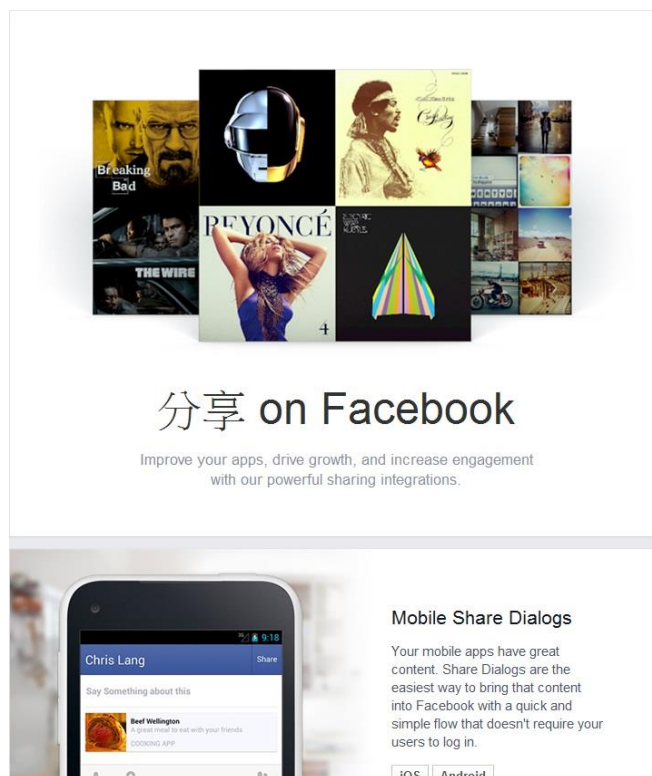 Breaking
Bad
THE WIRE
BEYONCÉ
4
分享 on Facebook
Improve your apps, drive growth, and increase engagement
with our powerful sharing integrations.
9:18
Chris Lang
Share
Say Something about this
Beef Wellington
A great meal to eat with your friends
COOKING APP
Mobile Share Dialogs
Your mobile apps have great
content. Share Dialogs are the
easiest way to bring that content
into Facebook with a quick and
simple flow that doesn't require your
users to log in.
iOS Android